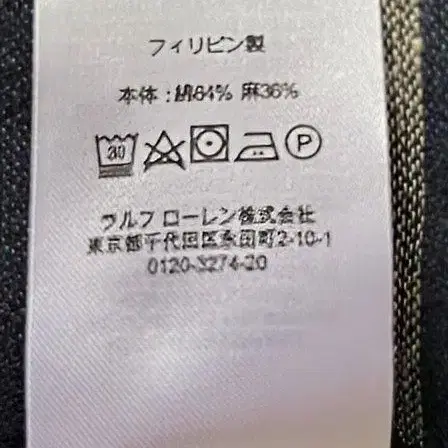 フィリピン製
本体 : 綿64% 麻36%
30 P
ラルフ ローレン株式会社
東京都千代田区永田町2-10-1
0120-3274-20